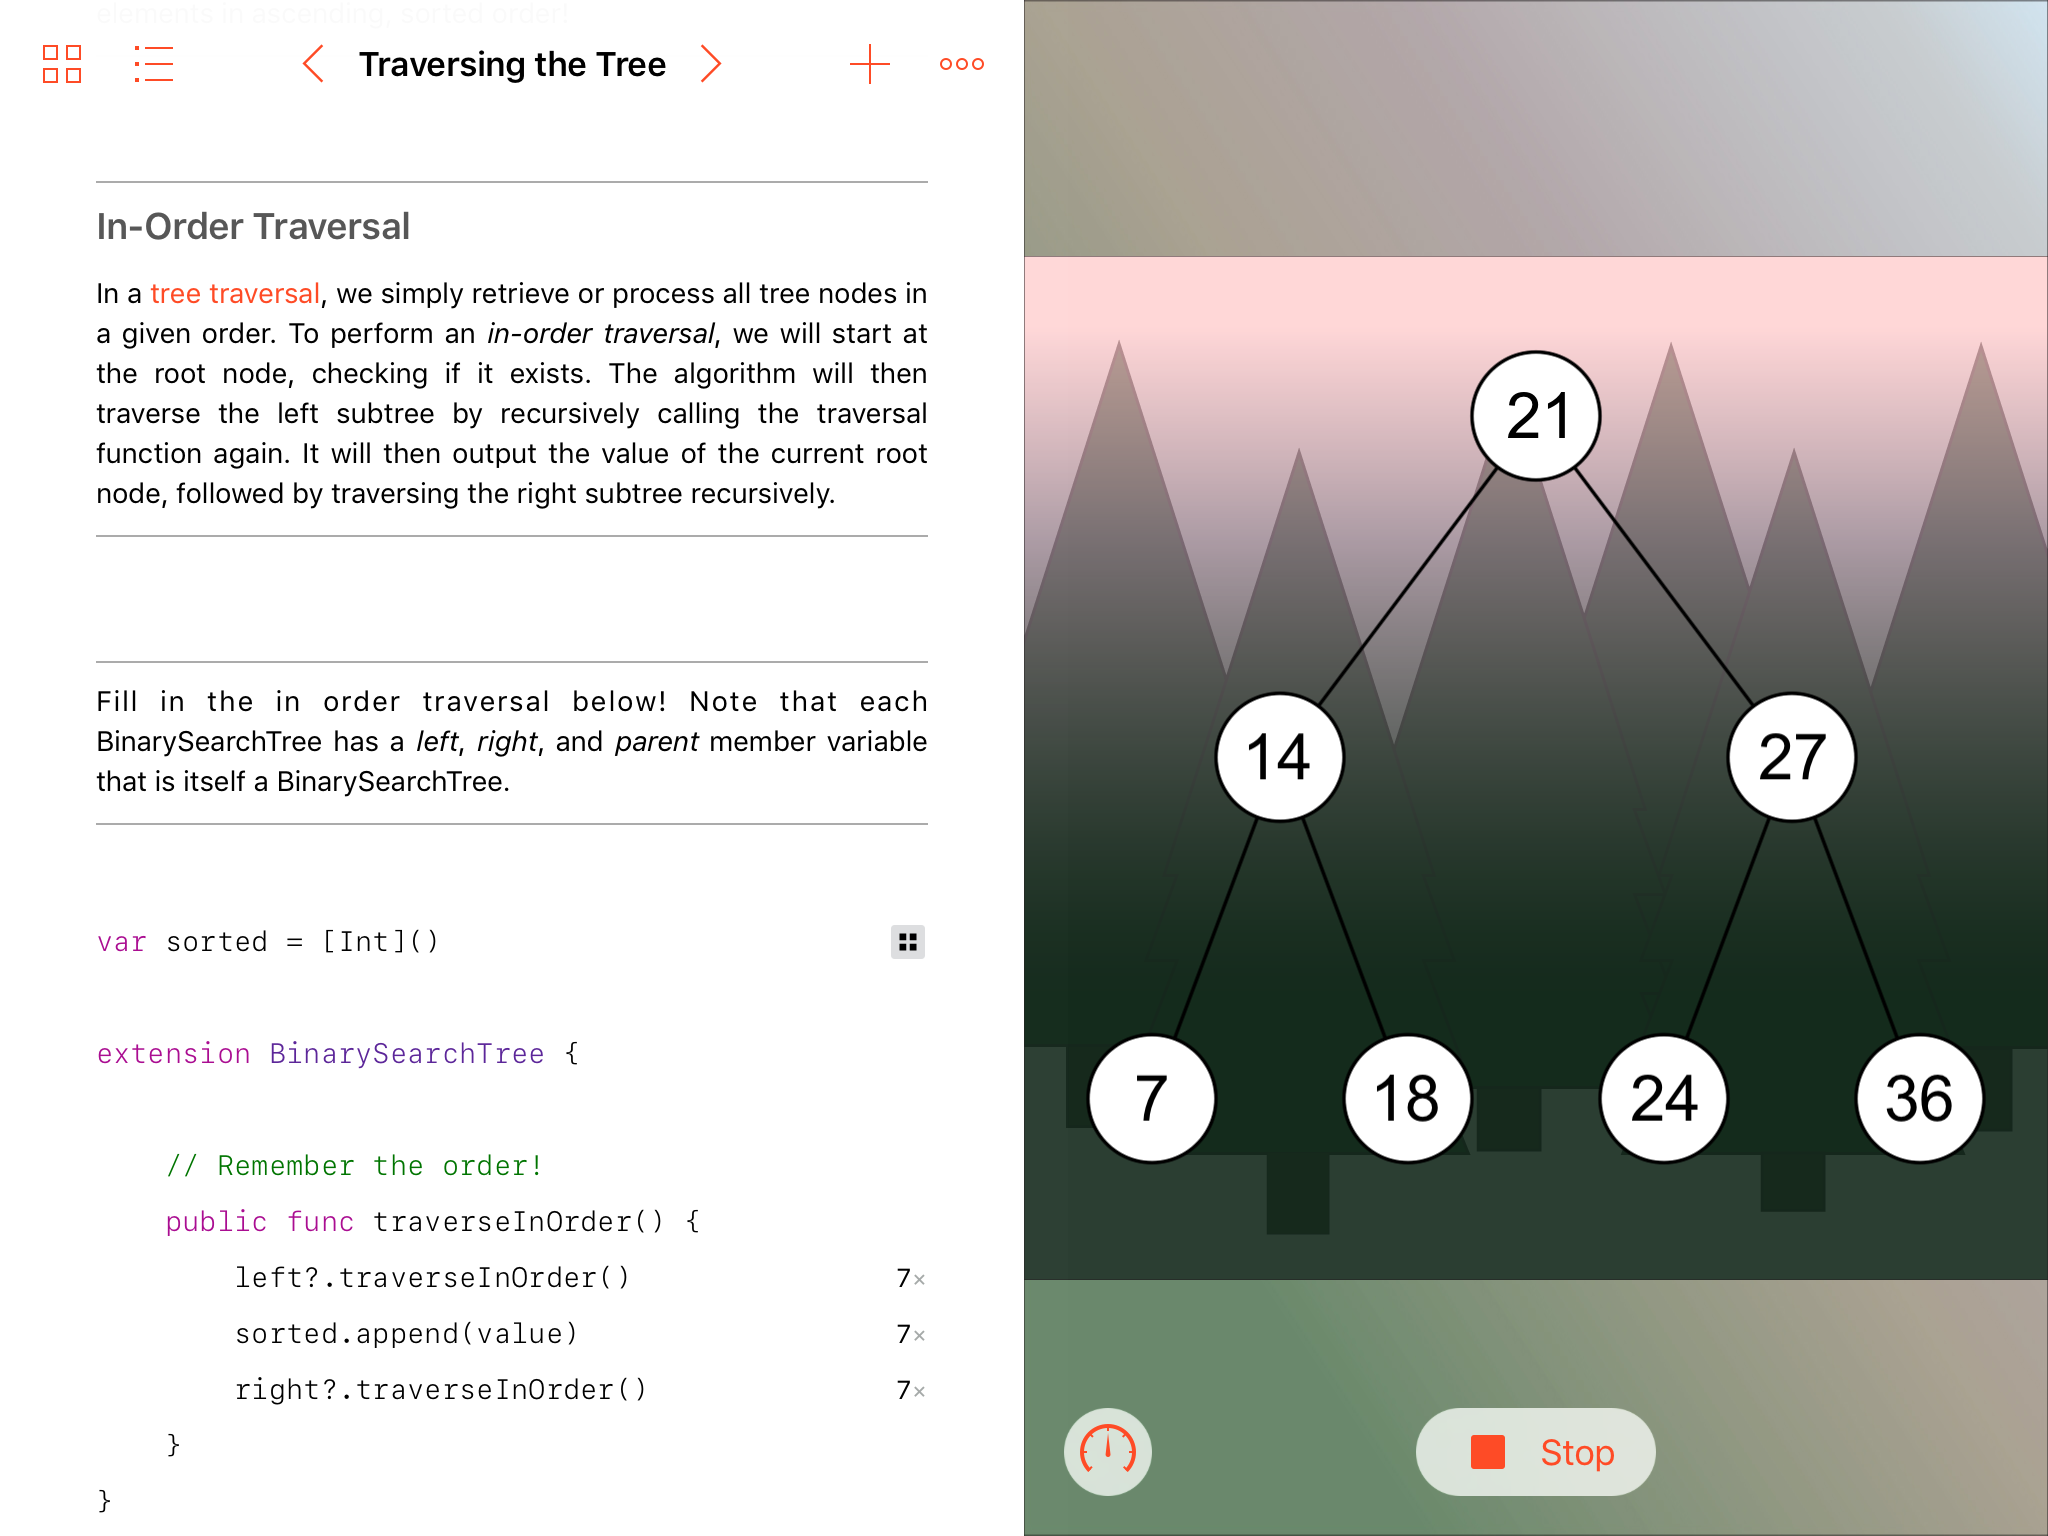 elements in ascending, sorted order!
Traversing the Tree
In-Order Traversal
In a tree traversal, we simply retrieve or process all tree nodes in
a given order. To perform an in-order traversal, we will start at
the root node, checking if it exists. The algorithm will then
traverse the left subtree by recursively calling the traversal
function again. It will then output the value of the current root
node, followed by traversing the right subtree recursively.
Fill in the in order traversal below! Note that each
BinarySearchTree has a left, right, and parent member variable
that is itself a BinarySearchTree.
var sorted = [Int]()
extension BinarySearchTree {
// Remember the order!
public func traverseInOrder() {
left?.traverseInOrder() 7×
sorted.append(value) 7×
right?.traverseInOrder() 7×
}
}
21
14 27
7 18 24 36
Stop